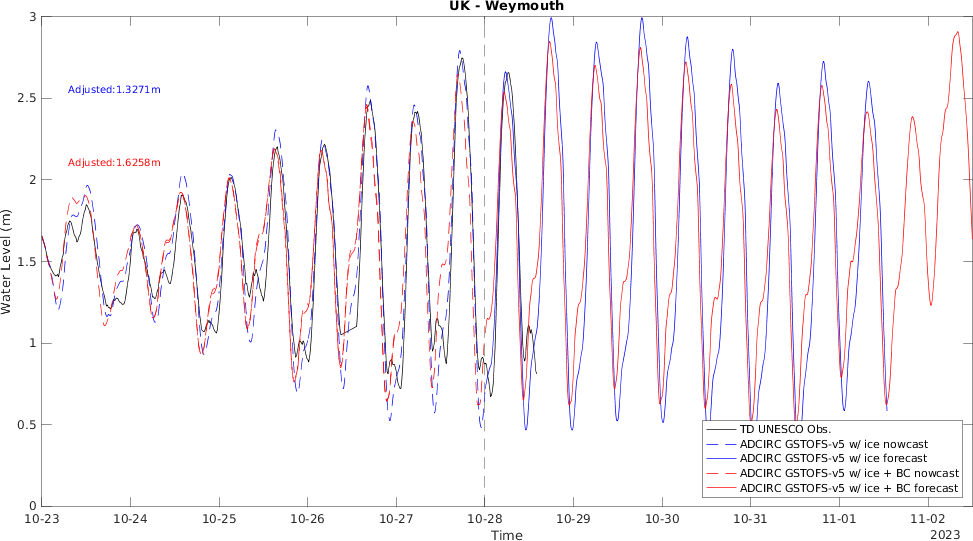 UK - Weymouth
3
2.5
2
1.5
1
0.5
0
Water Level (m)
Adjusted:1.3271m
Adjusted:1.6258m
TD UNESCO Obs.
ADCIRC GSTOFS-v5 w/ ice nowcast
ADCIRC GSTOFS-v5 w/ ice forecast
ADCIRC GSTOFS-v5 w/ ice + BC nowcast
ADCIRC GSTOFS-v5 w/ ice + BC forecast
10-23 10-24 10-25 10-26 10-27 10-28 10-29 10-30 10-31 11-01 11-02
Time
2023